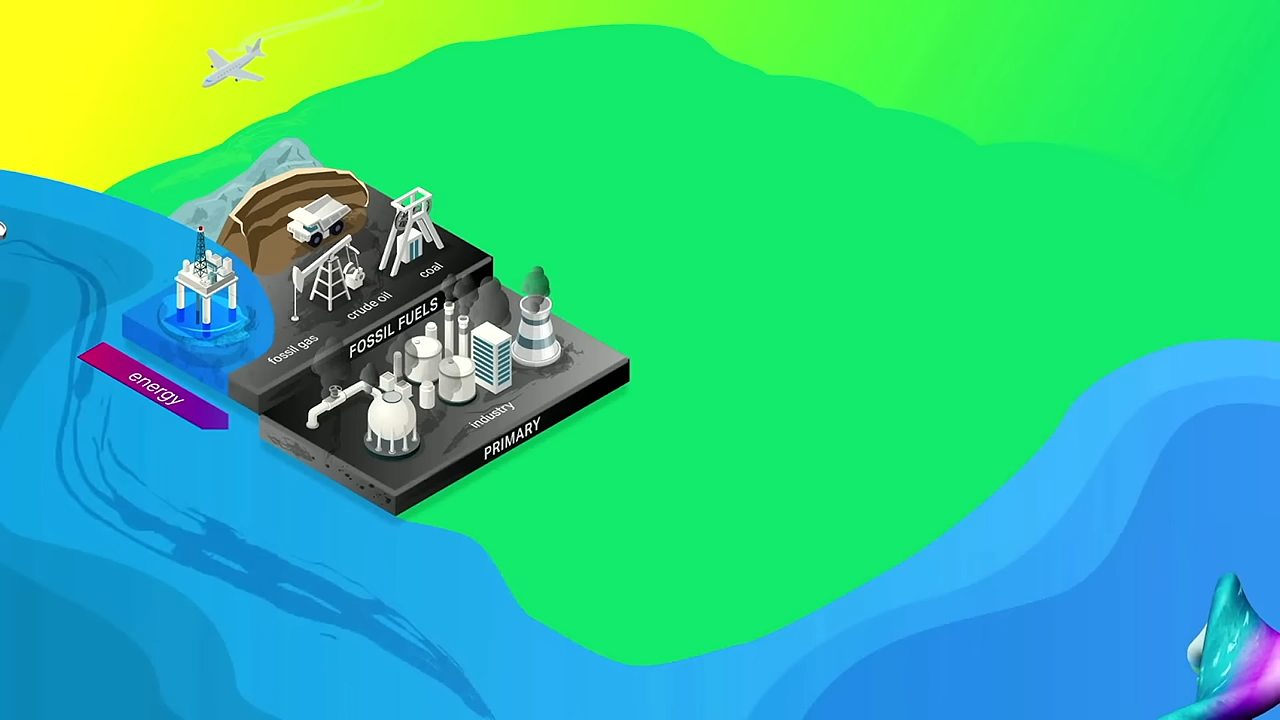 coal
crude oil
fossil gas
FOSSIL FUELS
energy
industry
PRIMARY